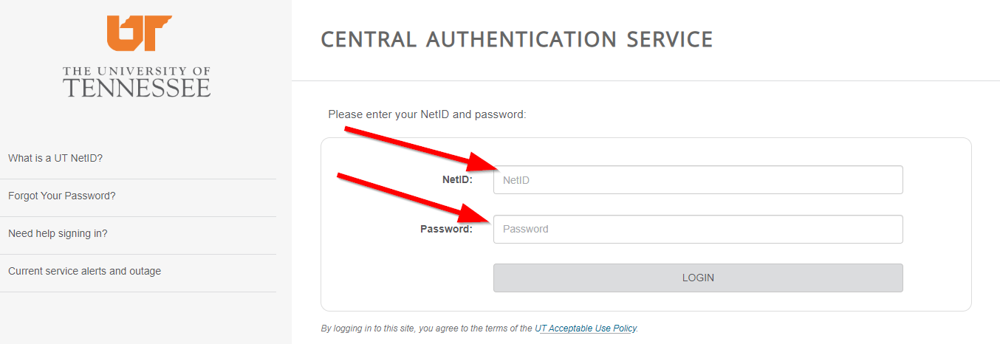 UT
THE UNIVERSITY OF
TENNESSEE
What is a UT NetID?
Forgot Your Password?
Need help signing in?
Current service alerts and outage
CENTRAL AUTHENTICATION SERVICE
Please enter your NetID and password:
NetID: NetID
Password: Password
LOGIN
By logging in to this site, you agree to the terms of the UT Acceptable Use Policy.